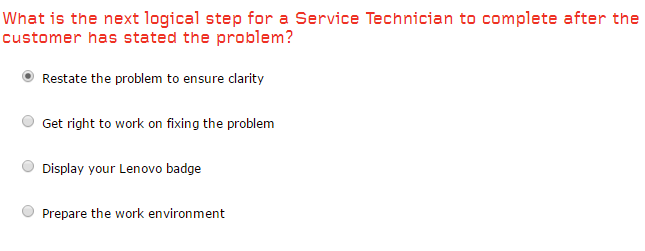 What is the next logical step for a Service Technician to complete after the
customer has stated the problem?
Restate the problem to ensure clarity
Get right to work on fixing the problem
Display your Lenovo badge
Prepare the work environment